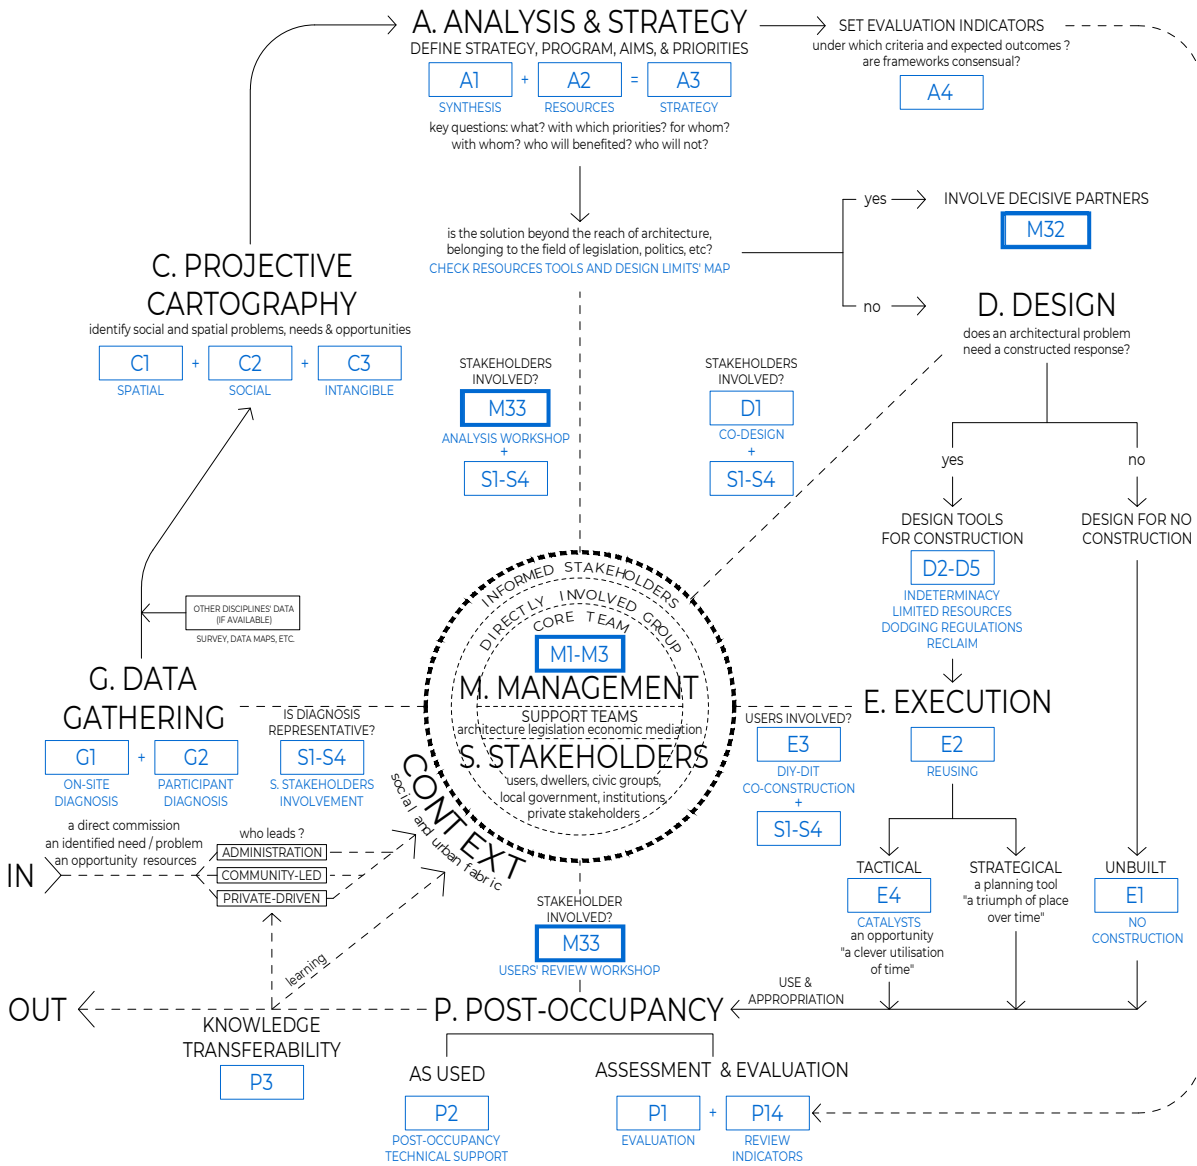 A. ANALYSIS & STRATEGY
DEFINE STRATEGY, PROGRAM, AIMS, & PRIORITIES
A1 + A2 = A3
SYNTHESIS RESOURCES STRATEGY
key questions: what? with which priorities? for whom?
with whom? who will benefited? who will not?
SET EVALUATION INDICATORS
under which criteria and expected outcomes ?
are frameworks consensual?
A4
is the solution beyond the reach of architecture,
belonging to the field of legislation, politics, etc?
CHECK RESOURCES TOOLS AND DESIGN LIMITS' MAP
yes
INVOLVE DECISIVE PARTNERS
M32
no
C. PROJECTIVE
CARTOGRAPHY
identify social and spatial problems, needs & opportunities
C1 + C2 + C3
SPATIAL SOCIAL INTANGIBLE
D. DESIGN
does an architectural problem
need a constructed response?
STAKEHOLDERS
INVOLVED?
M33
ANALYSIS WORKSHOP
+
S1-S4
STAKEHOLDERS
INVOLVED?
D1
CO-DESIGN
+
S1-S4
yes
no
DESIGN TOOLS
FOR CONSTRUCTION
D2-D5
INDETERMINACY
LIMITED RESOURCES
DODGING REGULATIONS
RECLAIM
DESIGN FOR NO
CONSTRUCTION
OTHER DISCIPLINES' DATA
(IF AVAILABLE)
SURVEY, DATA MAPS, ETC.
INFORMED STAKEHOLDERS
DIRECTLY INVOLVED GROUP
CORE TEAM
M1-M3
M. MANAGEMENT
SUPPORT TEAMS
architecture legislation economic mediation
S. STAKEHOLDERS
users, dwellers, civic groups,
local government, institutions,
private stakeholders
CONTEXT
social and urban fabric
G. DATA
GATHERING
G1 + G2
ON-SITE
DIAGNOSIS
PARTICIPANT
DIAGNOSIS
IS DIAGNOSIS
REPRESENTATIVE?
S1-S4
S. STAKEHOLDERS
INVOLVEMENT
USERS INVOLVED?
E3
DIY-DIT
CO-CONSTRUCTiON
+
S1-S4
E. EXECUTION
E2
REUSING
a direct commission
an identified need / problem
an opportunity resources
IN
who leads ?
ADMINISTRATION
COMMUNITY-LED
PRIVATE-DRIVEN
learning
TACTICAL
E4
CATALYSTS
an opportunity
"a clever utilisation
of time"
STRATEGICAL
a planning tool
"a triumph of place
over time"
UNBUILT
E1
NO
CONSTRUCTION
STAKEHOLDER
INVOLVED?
M33
USERS' REVIEW WORKSHOP
USE &
APPROPRIATION
OUT
P. POST-OCCUPANCY
KNOWLEDGE
TRANSFERABILITY
P3
AS USED
P2
POST-OCCUPANCY
TECHNICAL SUPPORT
ASSESSMENT & EVALUATION
P1 + P14
EVALUATION
REVIEW
INDICATORS